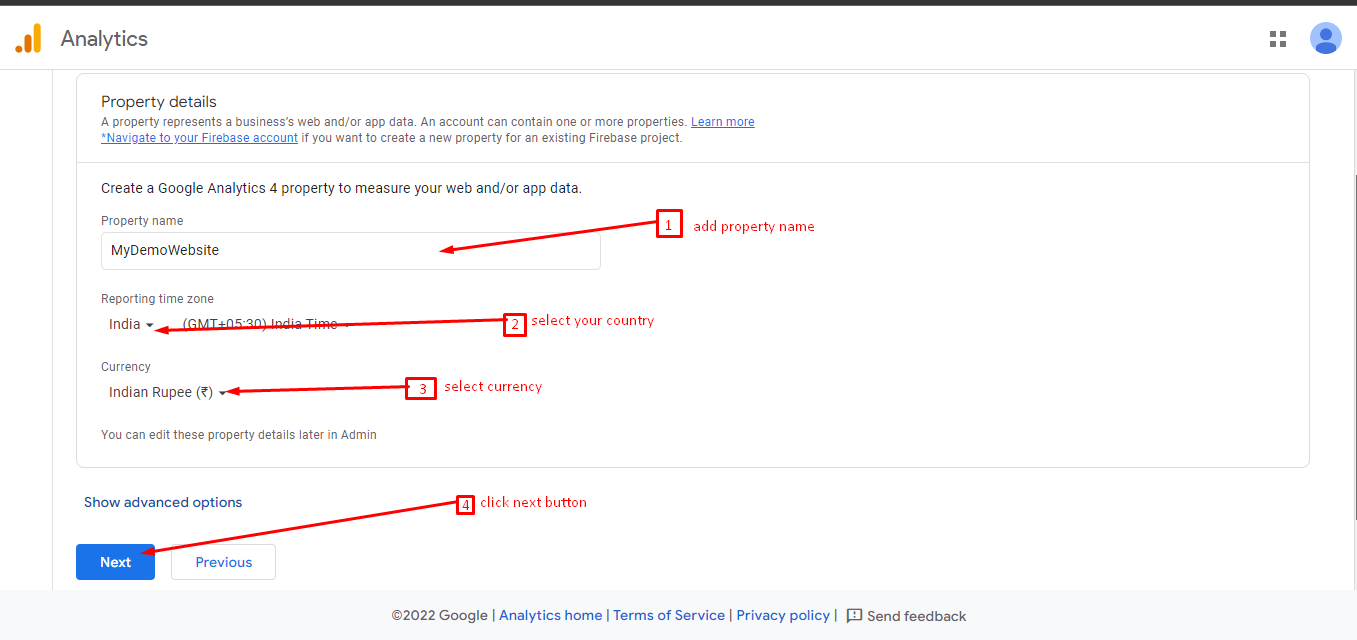 Analytics
Property details
A property represents a business's web and/or app data. An account can contain one or more properties. Learn more
*Navigate to your Firebase account if you want to create a new property for an existing Firebase project.
Create a Google Analytics 4 property to measure your web and/or app data.
Property name
1 add property name
MyDemoWebsite
Reporting time zone
India (GMT+05:30) India Time
2 select your country
Currency
Indian Rupee (₹)
3 select currency
You can edit these property details later in Admin
Show advanced options
4 click next button
Next Previous
©2022 Google | Analytics home | Terms of Service | Privacy policy | Send feedback